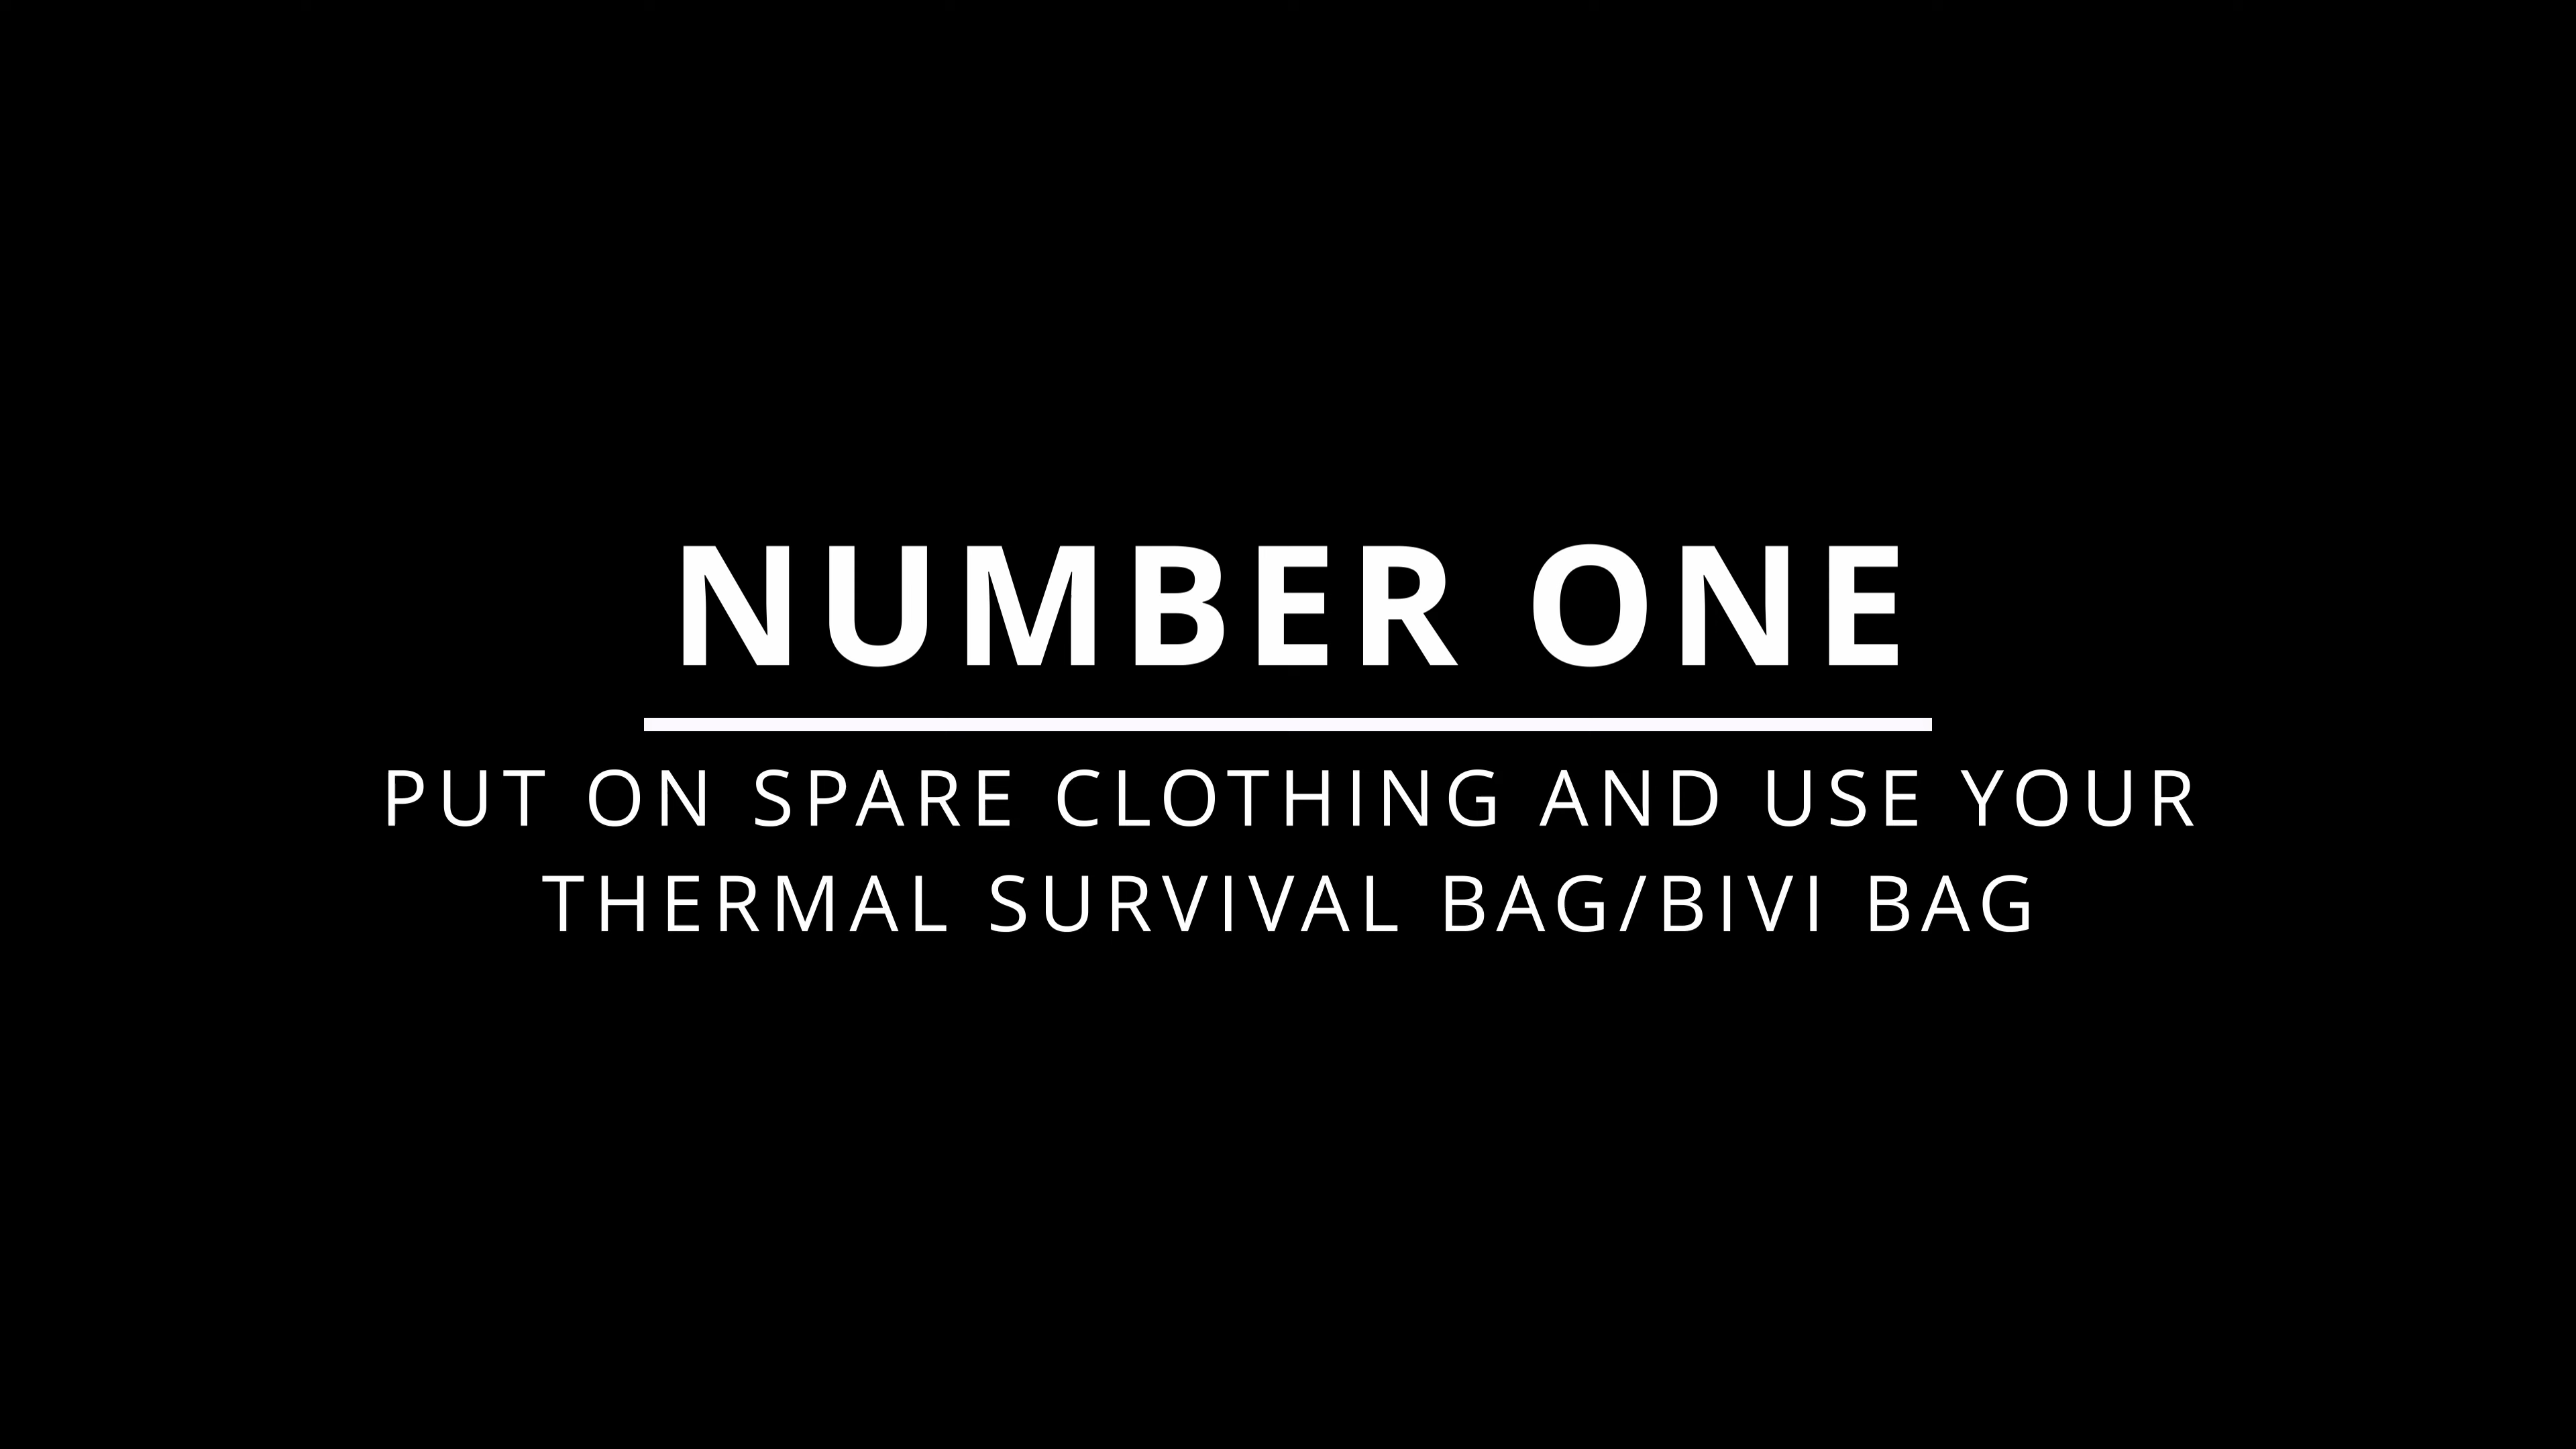 NUMBER ONE
PUT ON SPARE CLOTHING AND USE YOUR
THERMAL SURVIVAL BAG/BIVI BAG